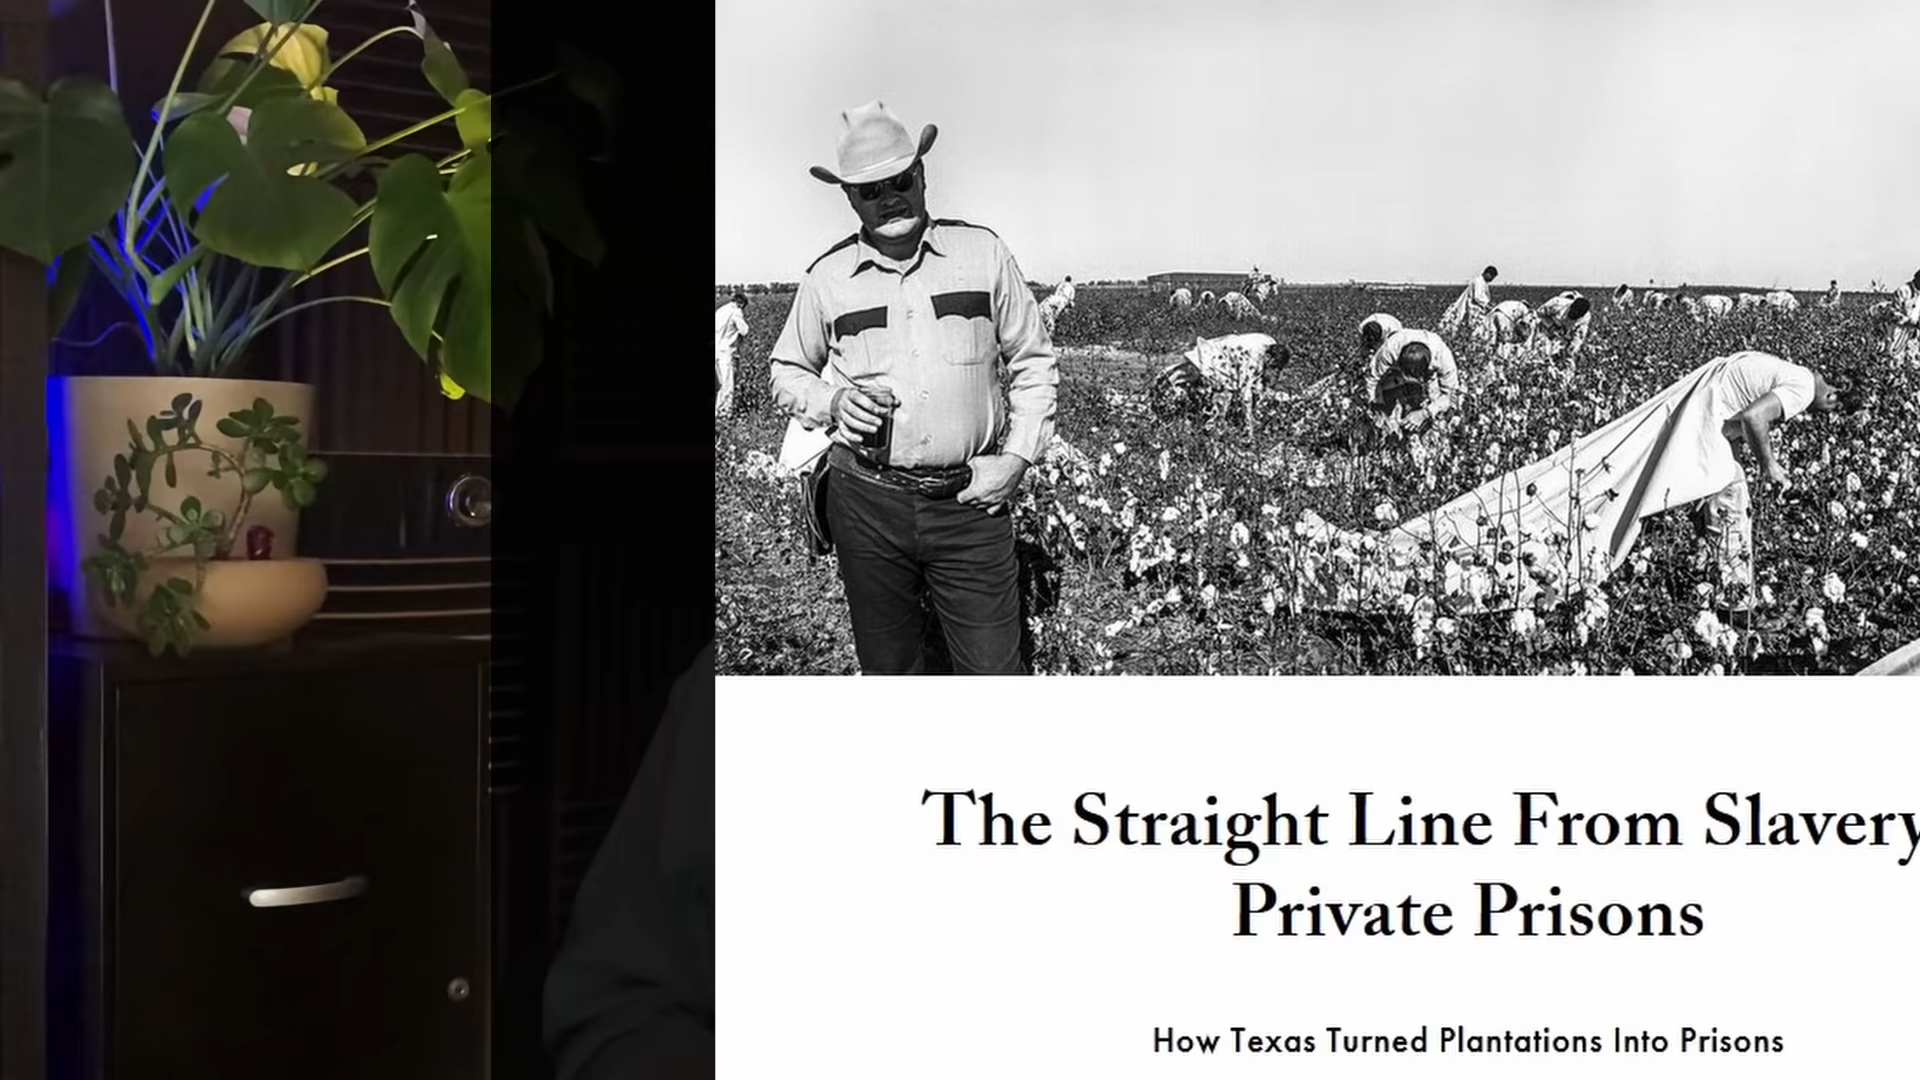 The Straight Line From Slavery
Private Prisons
How Texas Turned Plantations Into Prisons